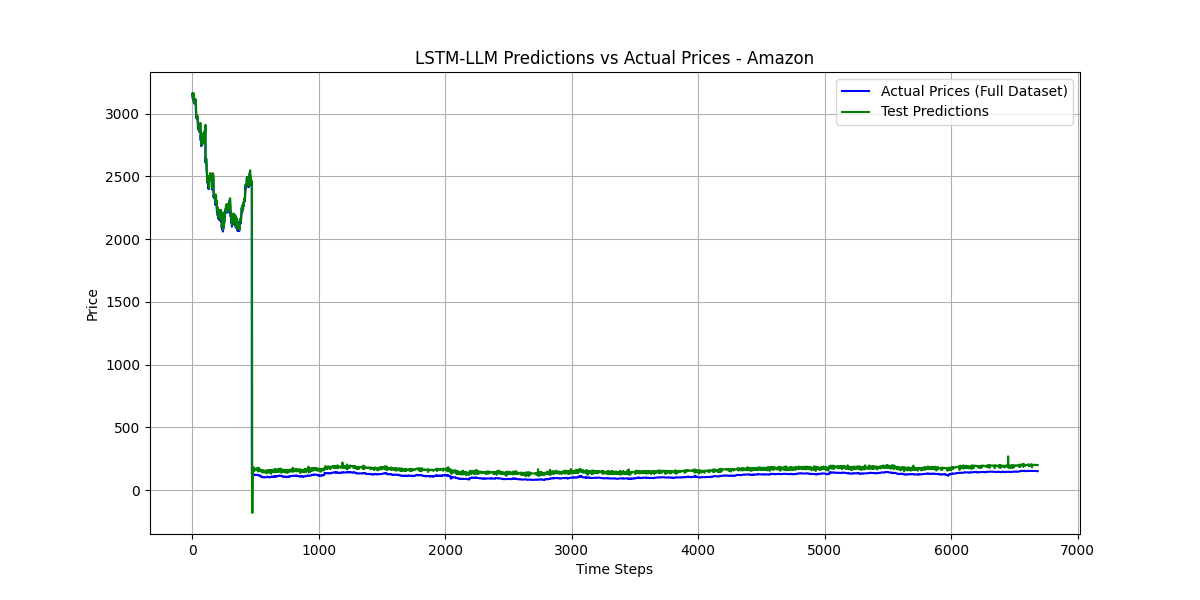 LSTM-LLM Predictions vs Actual Prices - Amazon
Actual Prices (Full Dataset)
Test Predictions
Price
3000
2500
2000
1500
1000
500
0
0 1000 2000 3000 4000 5000 6000 7000
Time Steps